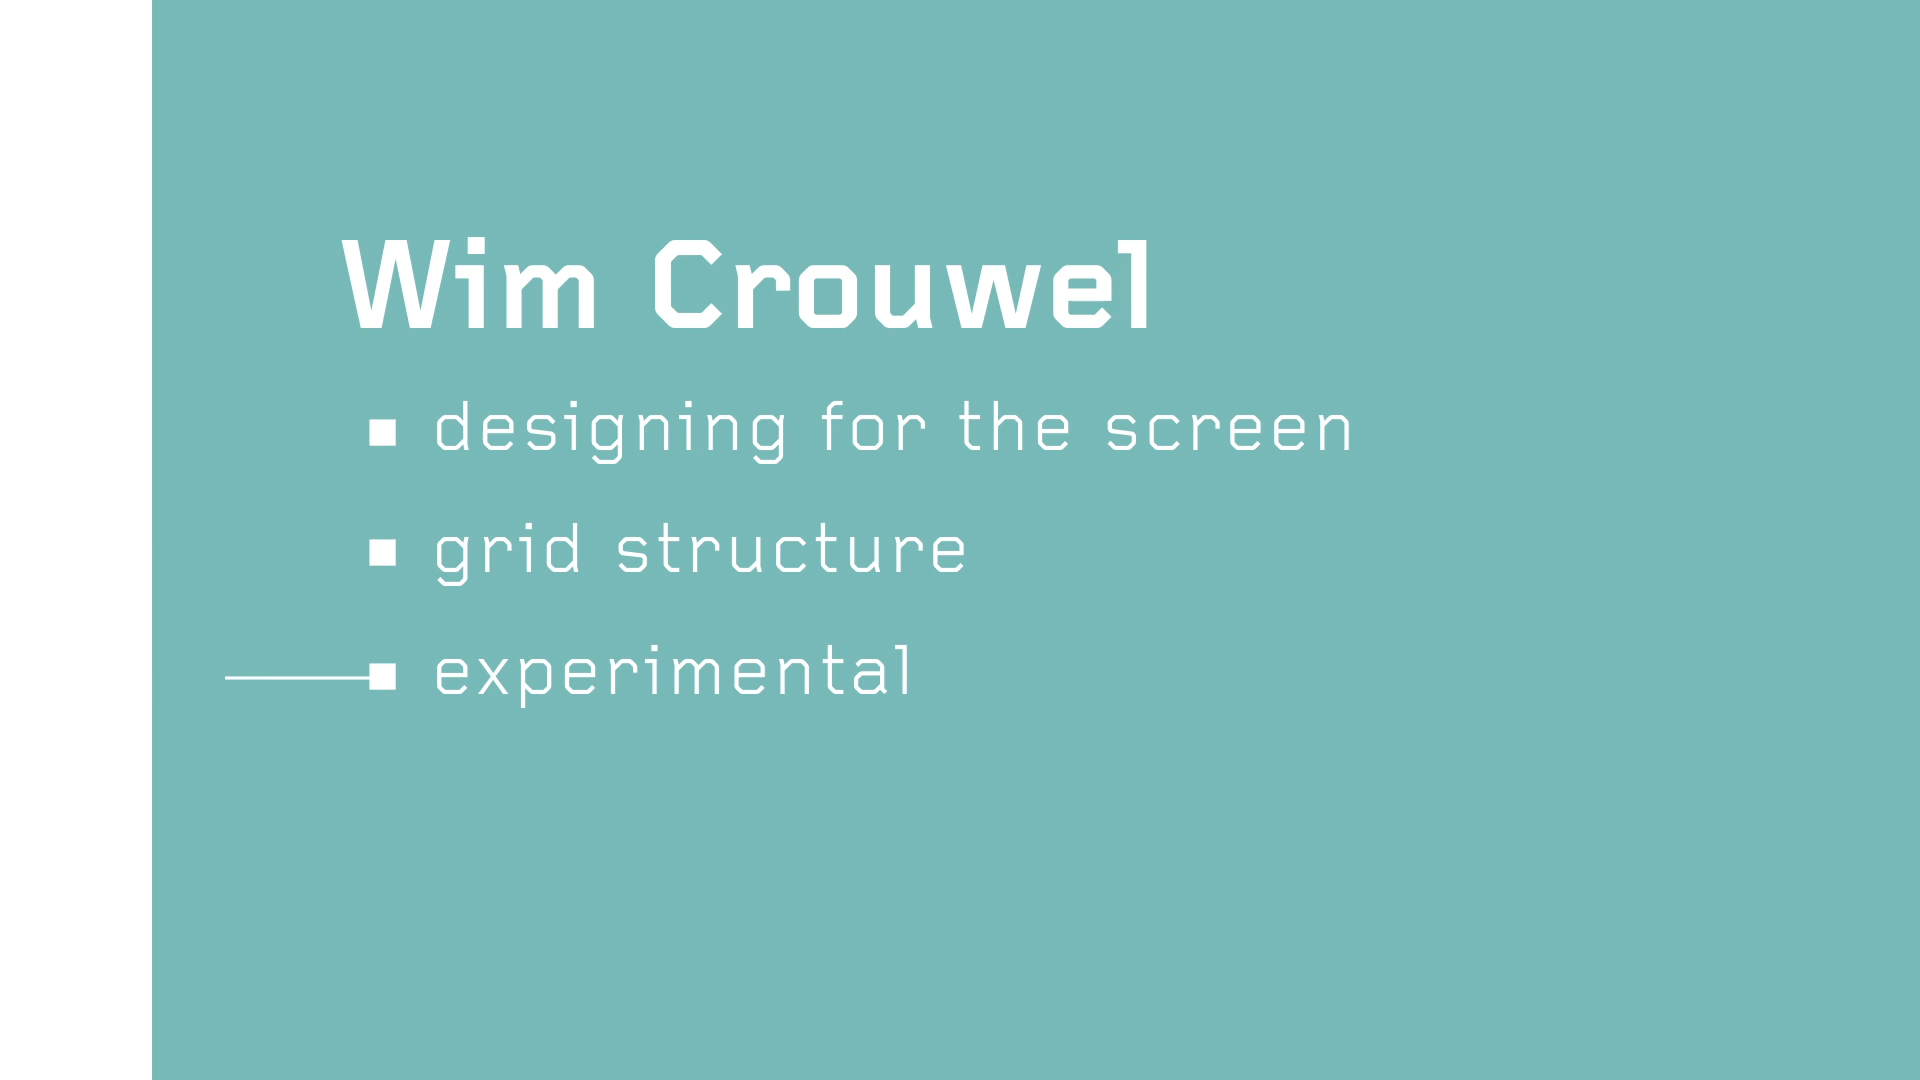 Wim Crouwel
■ designing for the screen
■ grid structure
■ experimental